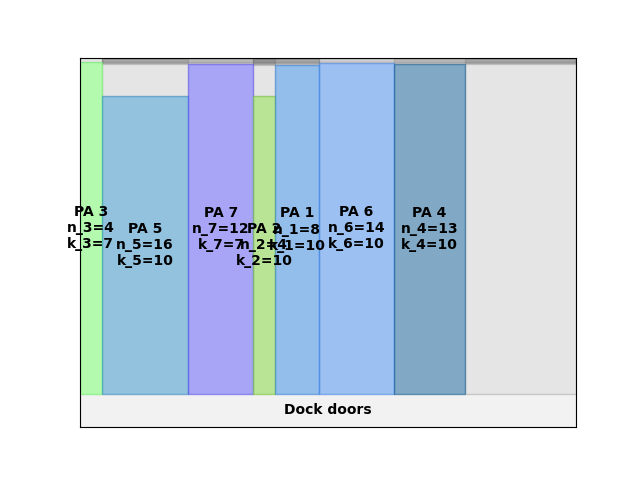 PA 3
n_3=4
k_3=7
PA 5
n_5=16
k_5=10
PA 7
n_7=12
k_7=7
PA 2
n_2=4
k_2=10
PA 1
n_1=8
k_1=10
PA 6
n_6=14
k_6=10
PA 4
n_4=13
k_4=10
Dock doors